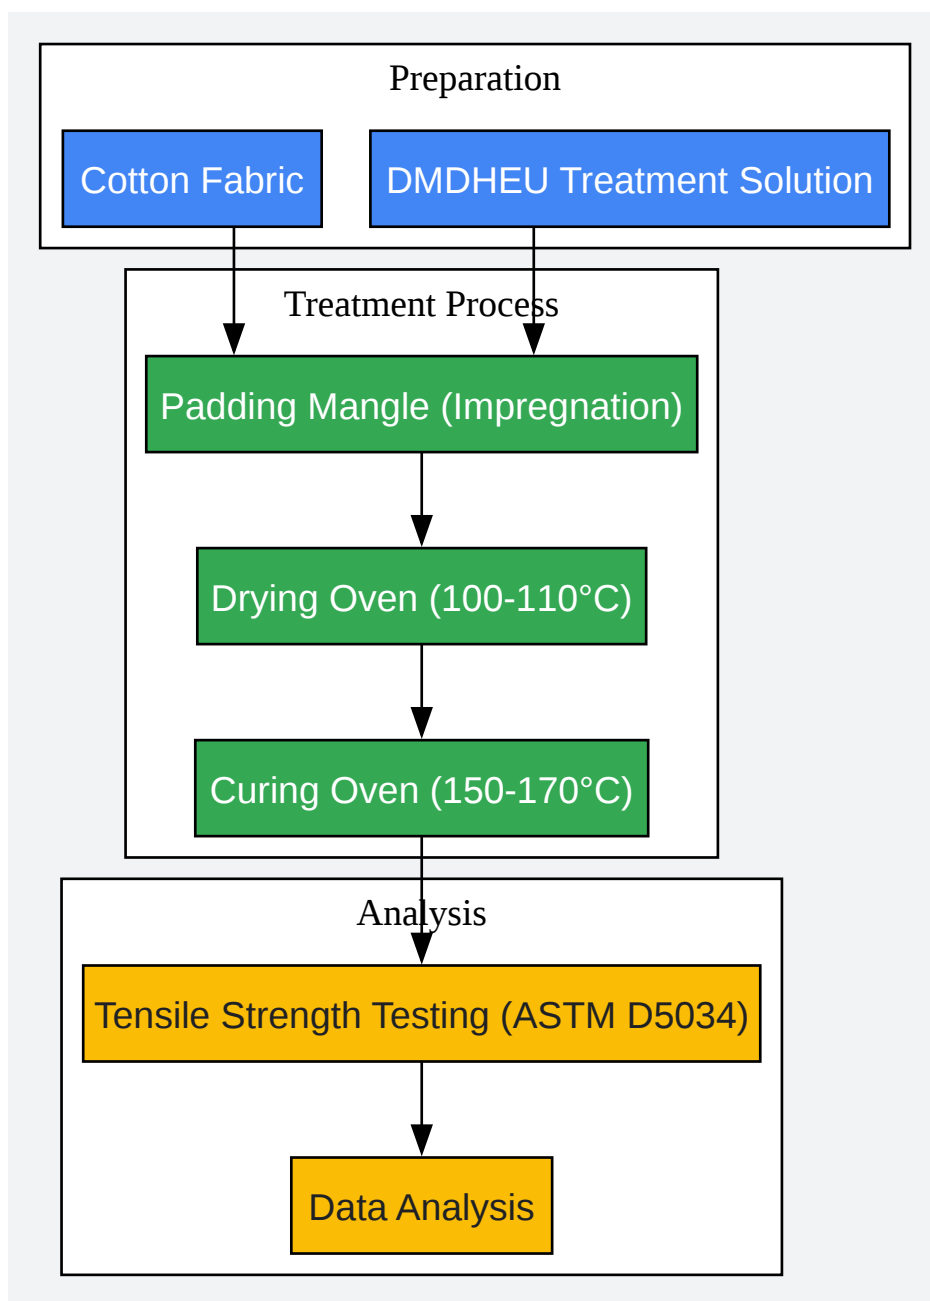 Preparation
Cotton Fabric
DMDHEU Treatment Solution
Treatment Process
Padding Mangle (Impregnation)
Drying Oven (100-110°C)
Curing Oven (150-170°C)
Analysis
Tensile Strength Testing (ASTM D5034)
Data Analysis